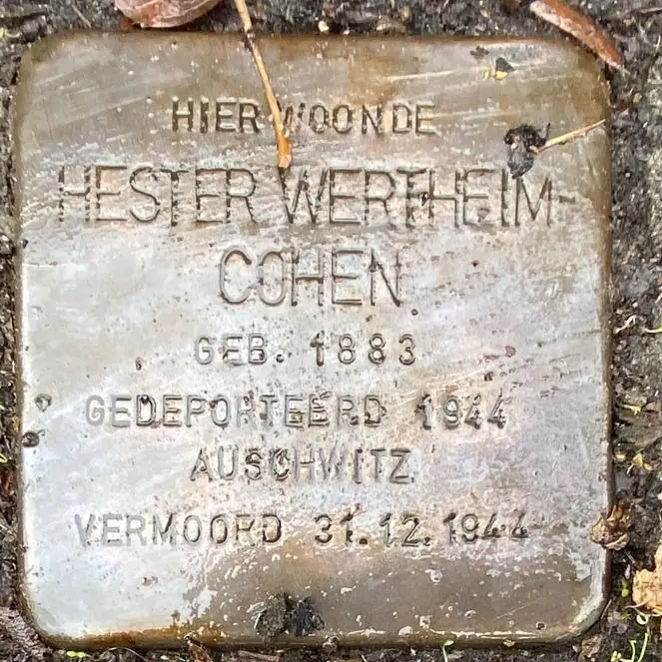 HIER WOONDE
HESTER WERTHEIM-
COHEN
GEB. 1883
GEDEPORTEERD 1944
AUSCHWITZ
VERMOORD 31.12.1944